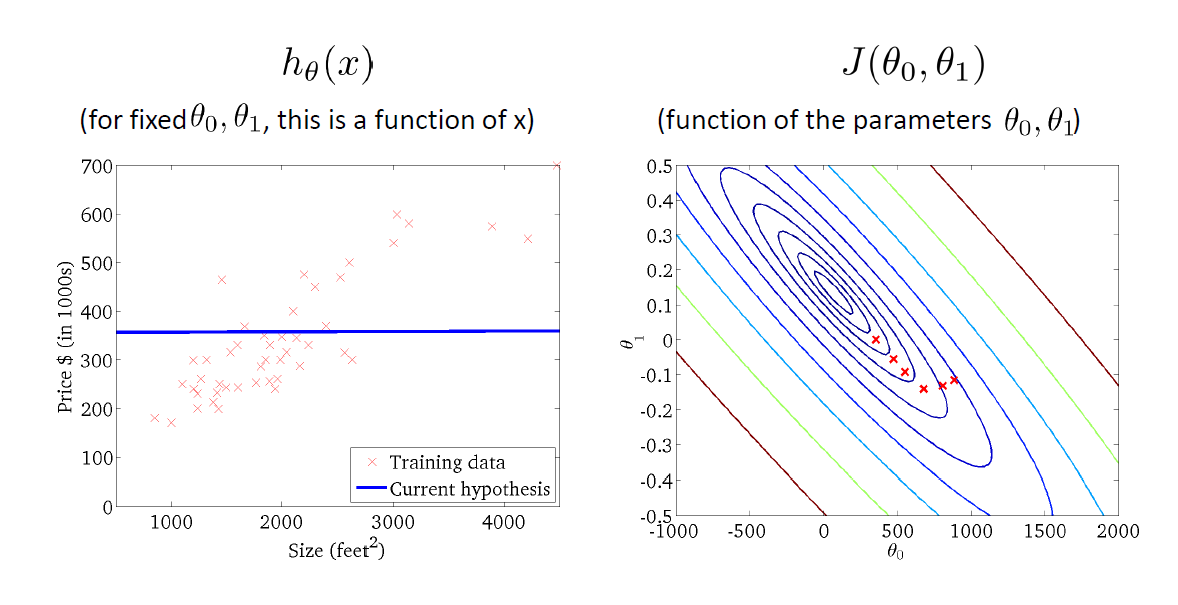 hθ(x)
(for fixed θ0, θ1, this is a function of x)
700
600
500
400
300
200
100
0
Price $ (in 1000s)
1000 2000 3000 4000
Size (feet²)
Training data
Current hypothesis
J(θ0, θ1)
(function of the parameters θ0, θ1)
0.5
0.4
0.3
0.2
0.1
0
-0.1
-0.2
-0.3
-0.4
-0.5
θ1
-1000 -500 0 500 1000 1500 2000
θ0